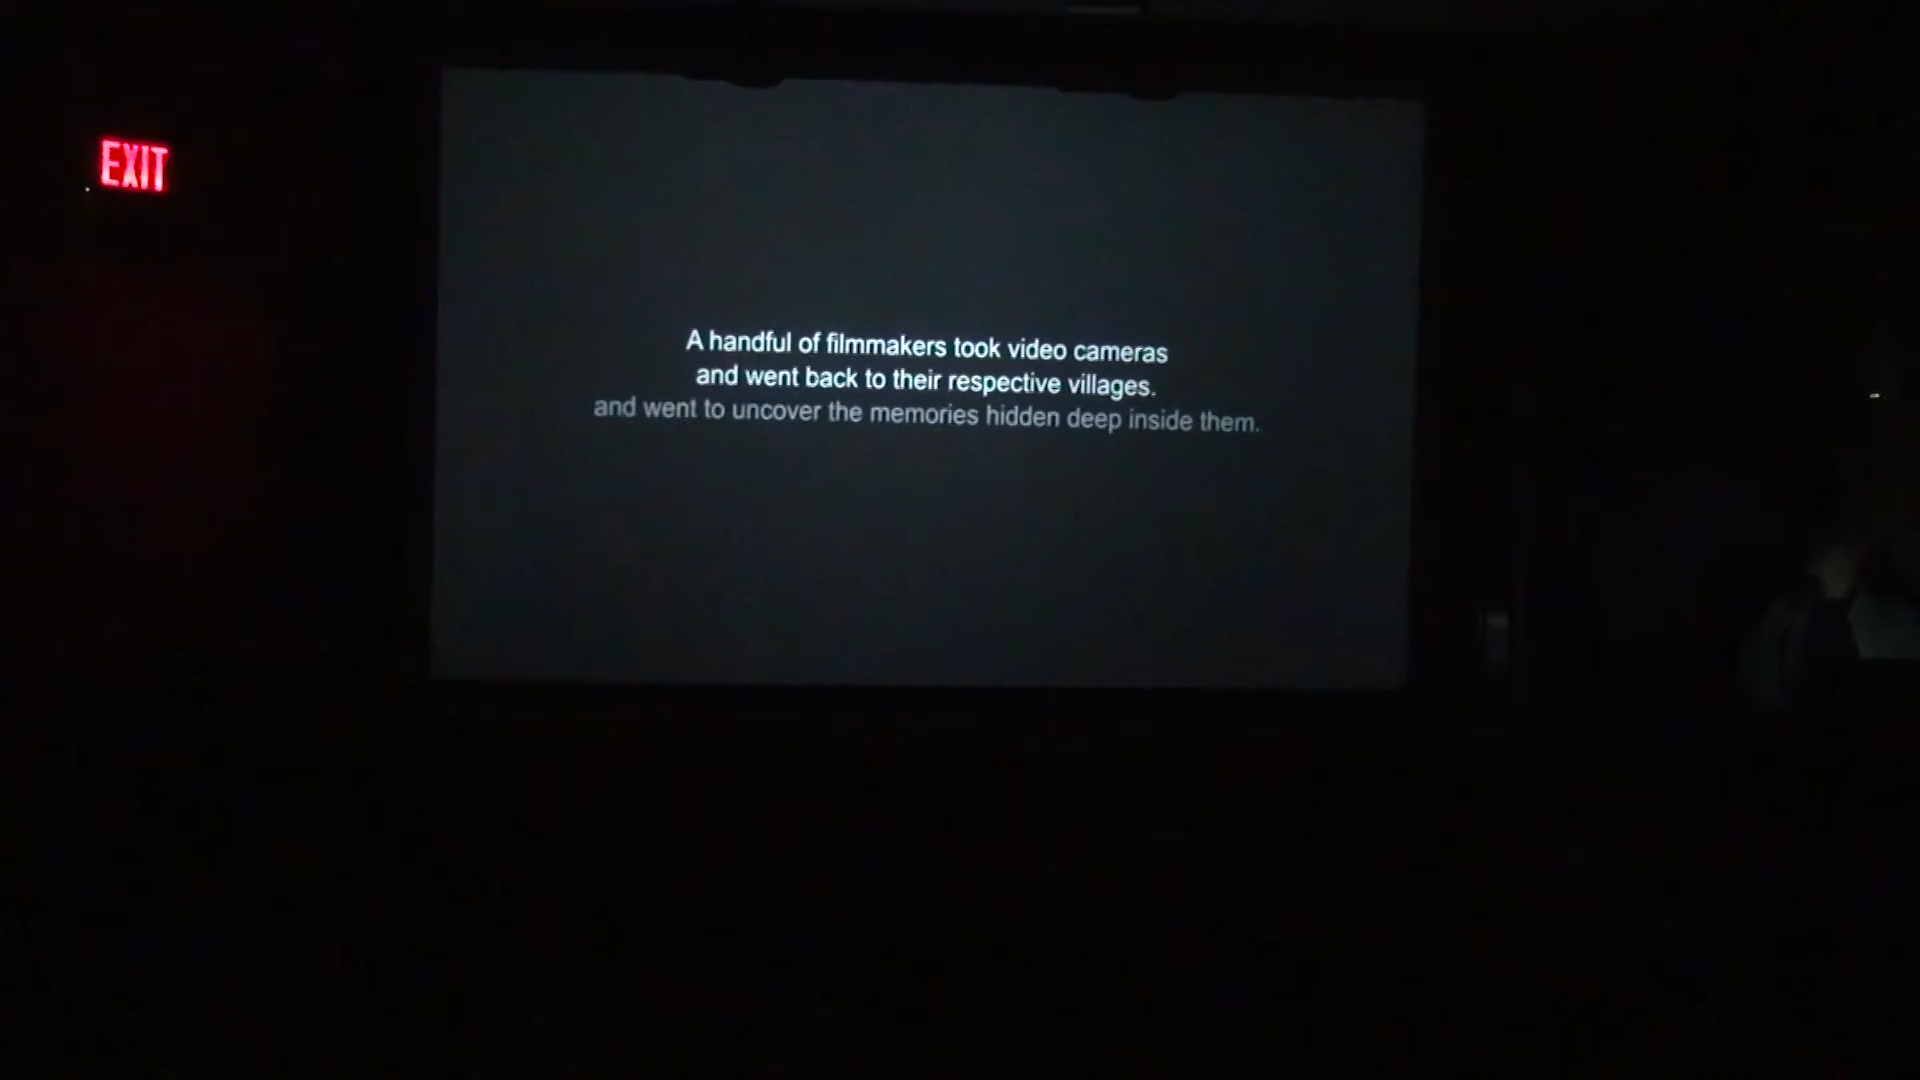 EXIT
A handful of filmmakers took video cameras
and went back to their respective villages.
and went to uncover the memories hidden deep inside them.